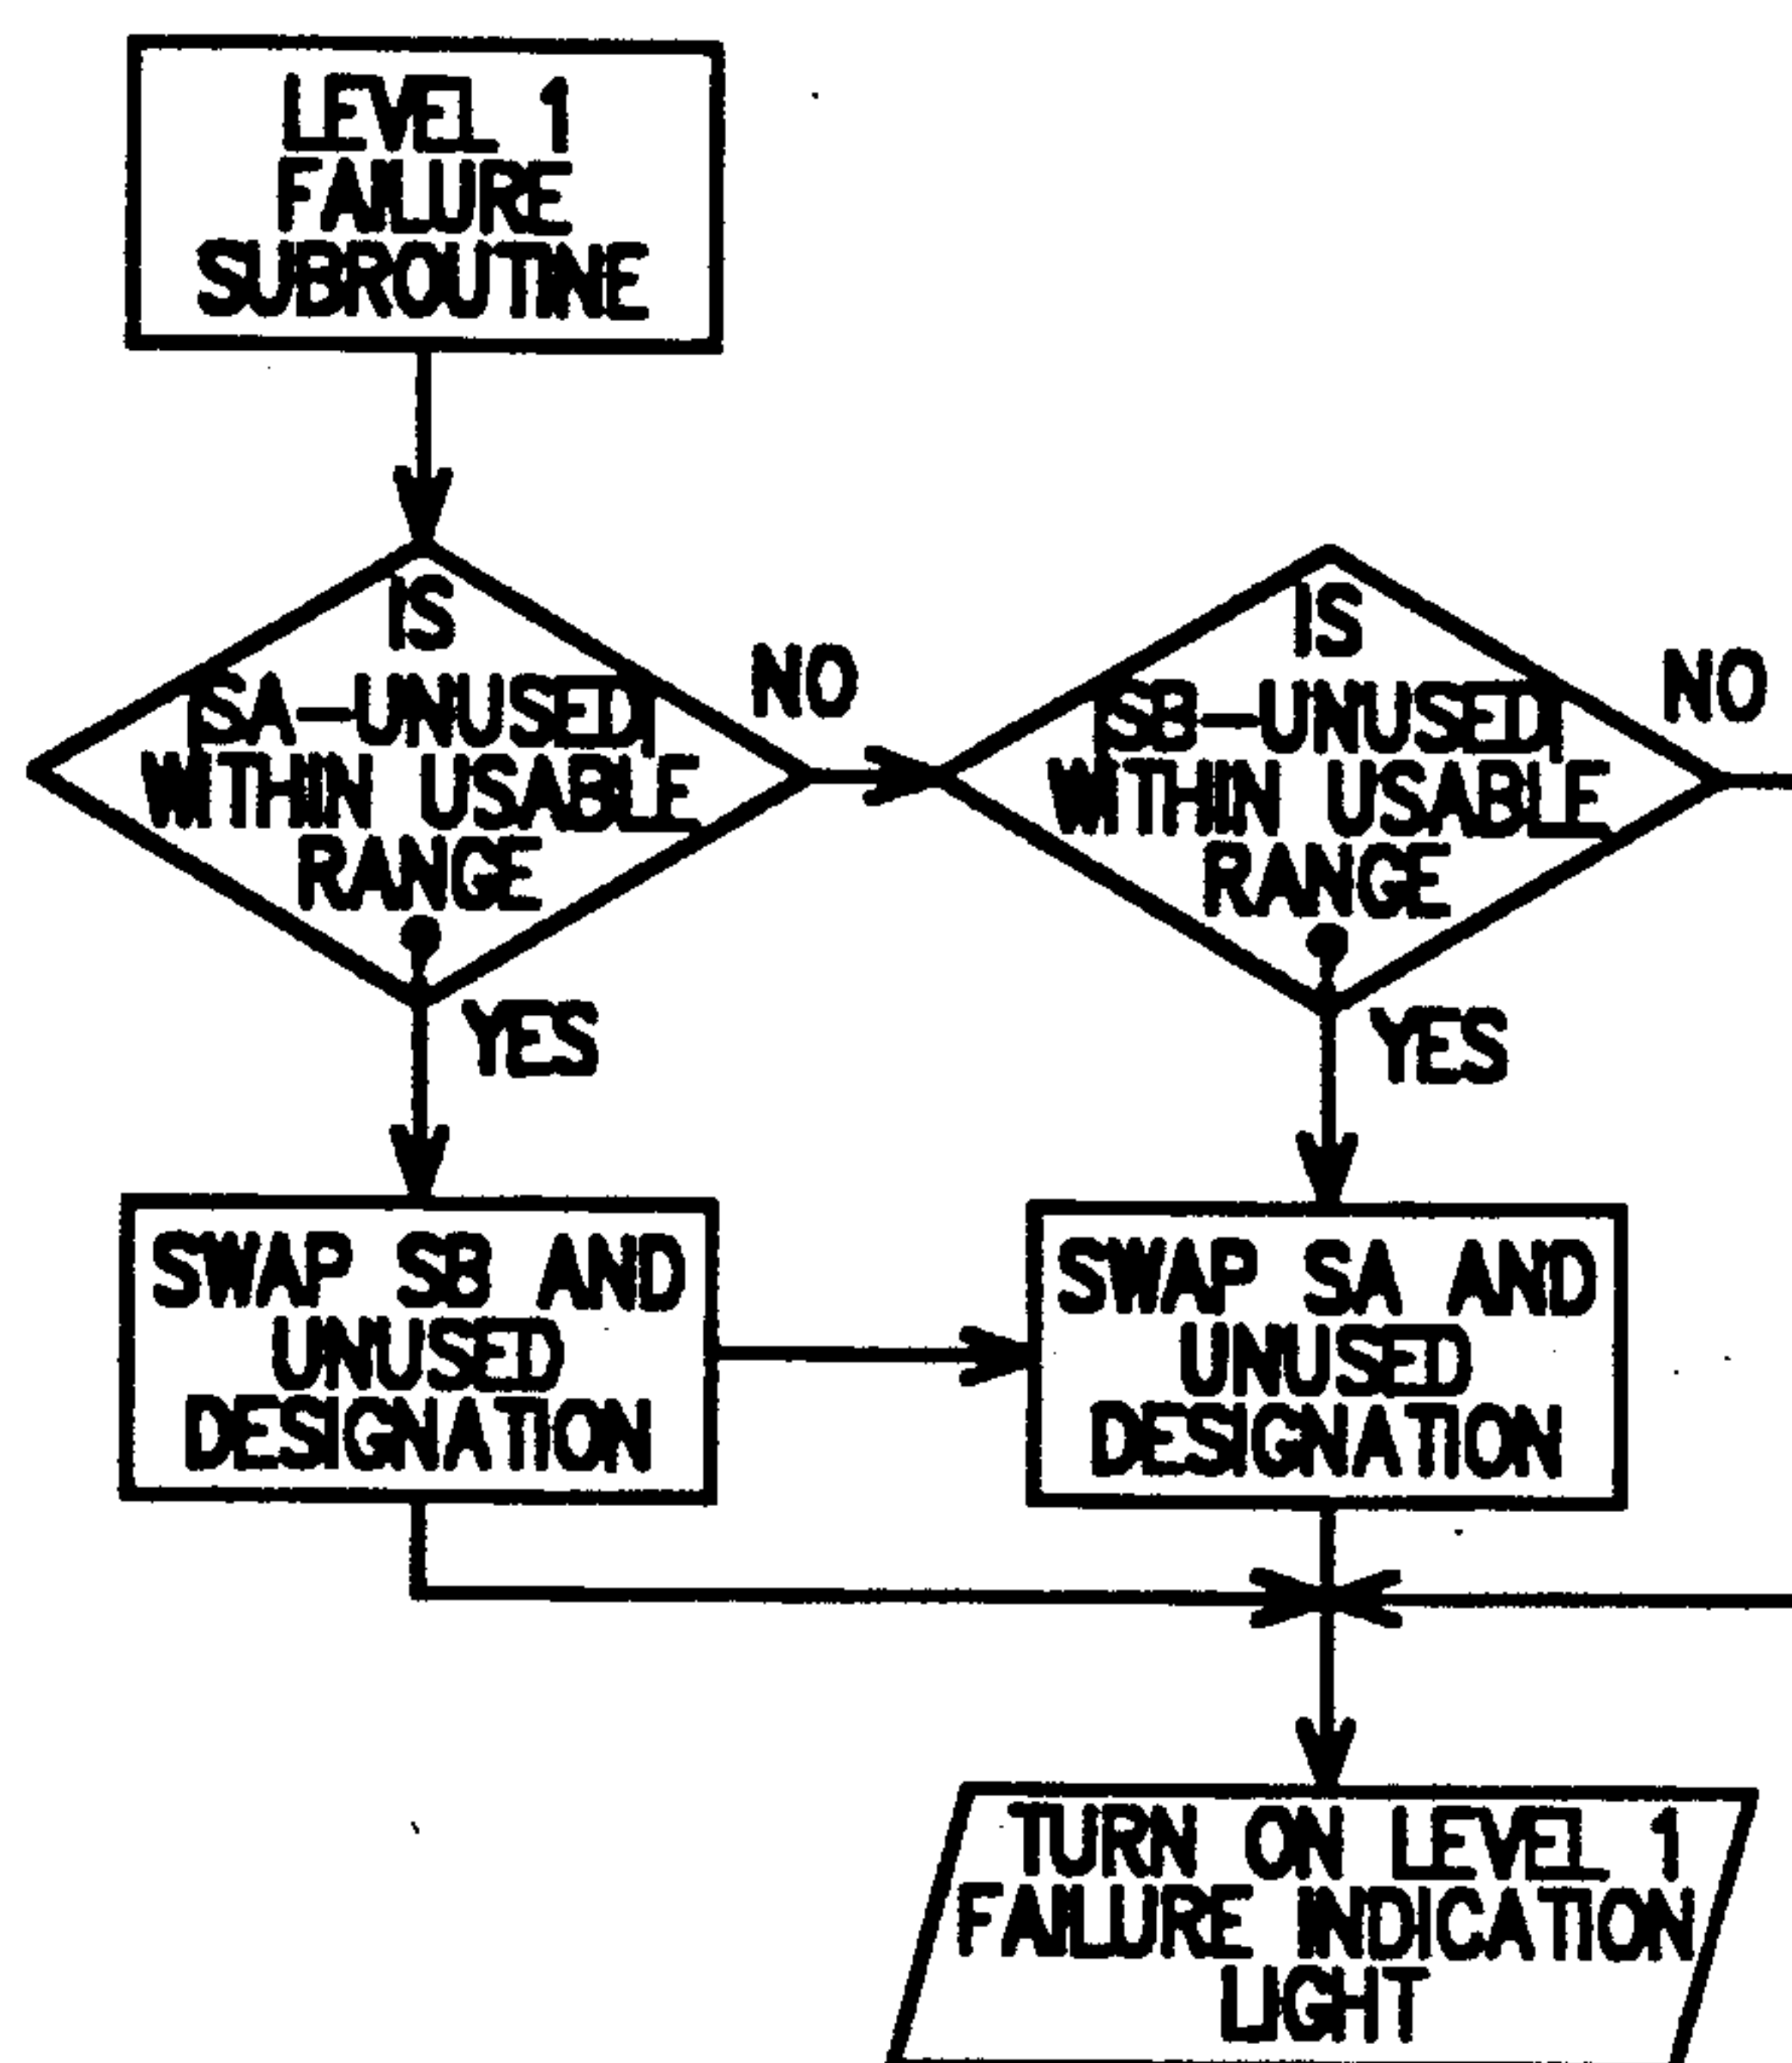 LEVEL 1
FAILURE
SUBROUTINE
IS
|SA-UNUSED|
WITHIN USABLE
RANGE
?
NO
YES
IS
|SB-UNUSED|
WITHIN USABLE
RANGE
?
NO
YES
SWAP SB AND
UNUSED
DESIGNATION
SWAP SA AND
UNUSED
DESIGNATION
TURN ON LEVEL 1
FAILURE INDICATION
LIGHT